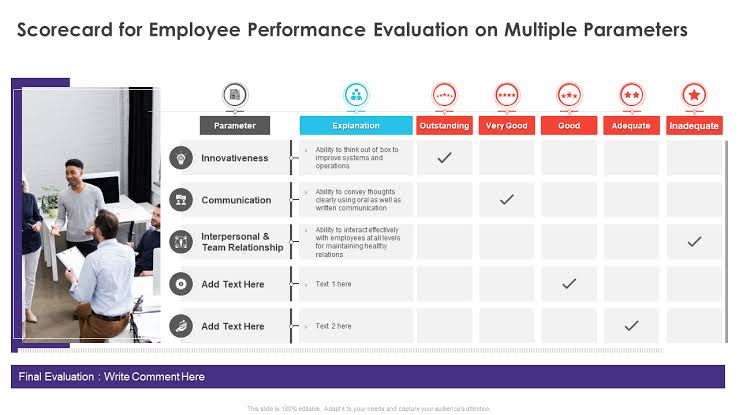 Scorecard for Employee Performance Evaluation on Multiple Parameters
Parameter
Explanation
Outstanding
Very Good
Good
Adequate
Inadequate
Innovativeness
Ability to think out of box to
improve systems and
operations
Communication
Ability to convey thoughts
clearly using oral as well as
written communication
Interpersonal &
Team Relationship
Ability to interact effectively
with employees at all levels
for maintaining healthy
relations
Add Text Here
Text 1 here
Add Text Here
Text 2 here
Final Evaluation : Write Comment Here
This slide is 100% editable. Adapt it to your needs and capture your audience's attention.